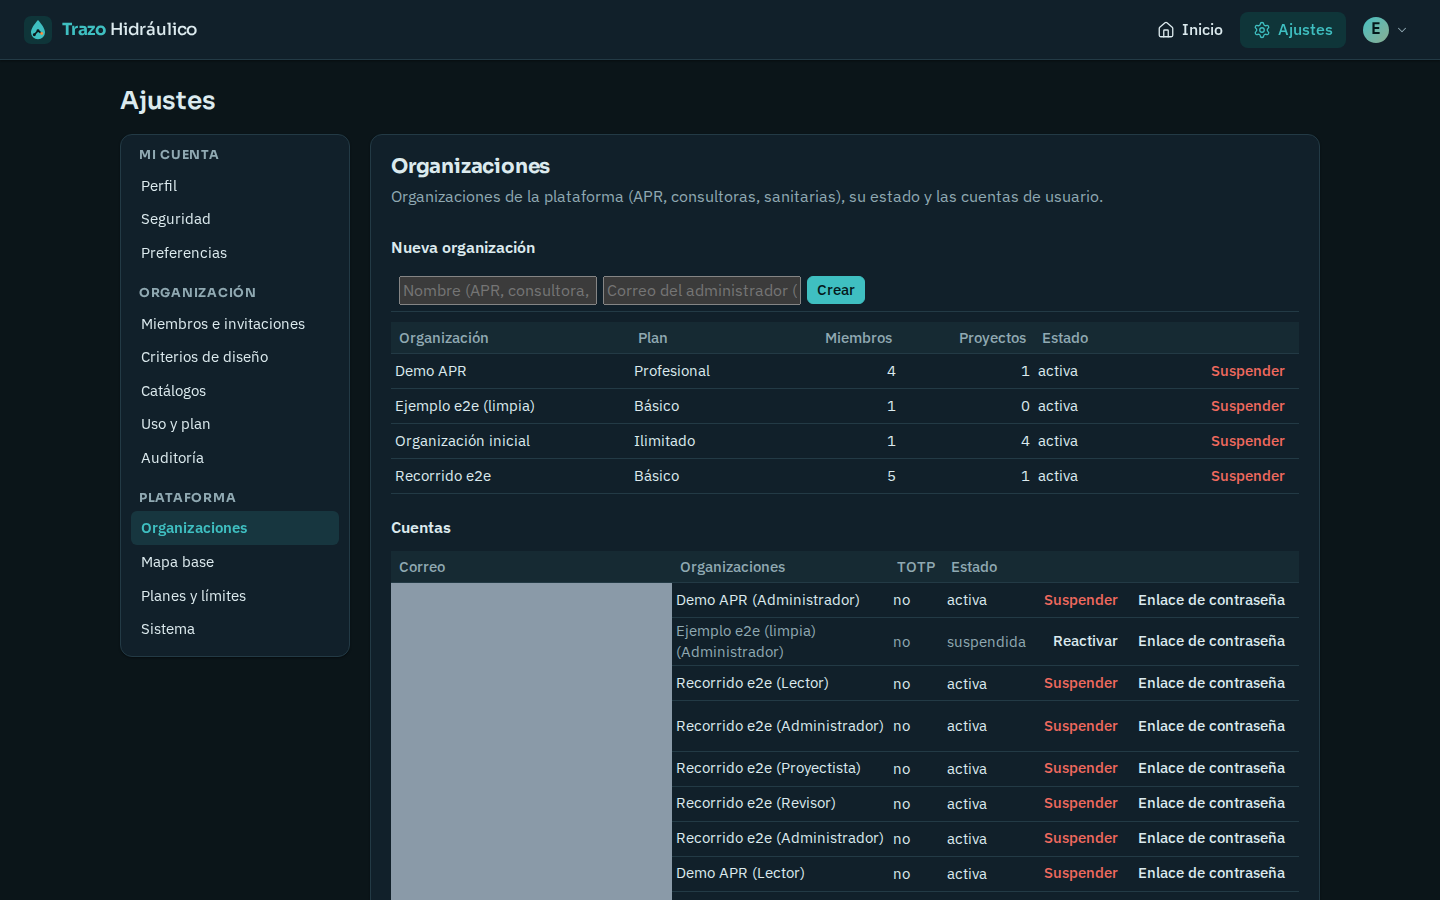 Trazo Hidráulico
Inicio
Ajustes
E
Ajustes
MI CUENTA
Perfil
Seguridad
Preferencias
ORGANIZACIÓN
Miembros e invitaciones
Criterios de diseño
Catálogos
Uso y plan
Auditoría
PLATAFORMA
Organizaciones
Mapa base
Planes y límites
Sistema
Organizaciones
Organizaciones de la plataforma (APR, consultoras, sanitarias), su estado y las cuentas de usuario.
Nueva organización
Nombre (APR, consultora, Correo del administrador ( Crear
Organización Plan Miembros Proyectos Estado
Demo APR Profesional 4 1 activa Suspender
Ejemplo e2e (limpia) Básico 1 0 activa Suspender
Organización inicial Ilimitado 1 4 activa Suspender
Recorrido e2e Básico 5 1 activa Suspender
Cuentas
Correo Organizaciones TOTP Estado
Demo APR (Administrador) no activa Suspender Enlace de contraseña
Ejemplo e2e (limpia)
(Administrador) no suspendida Reactivar Enlace de contraseña
Recorrido e2e (Lector) no activa Suspender Enlace de contraseña
Recorrido e2e (Administrador) no activa Suspender Enlace de contraseña
Recorrido e2e (Proyectista) no activa Suspender Enlace de contraseña
Recorrido e2e (Revisor) no activa Suspender Enlace de contraseña
Recorrido e2e (Administrador) no activa Suspender Enlace de contraseña
Demo APR (Lector) no activa Suspender Enlace de contraseña